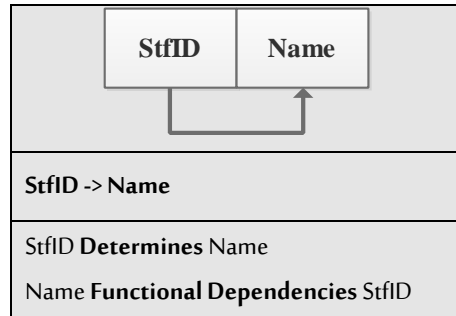 StfID Name
StfID -> Name
StfID Determines Name
Name Functional Dependencies StfID